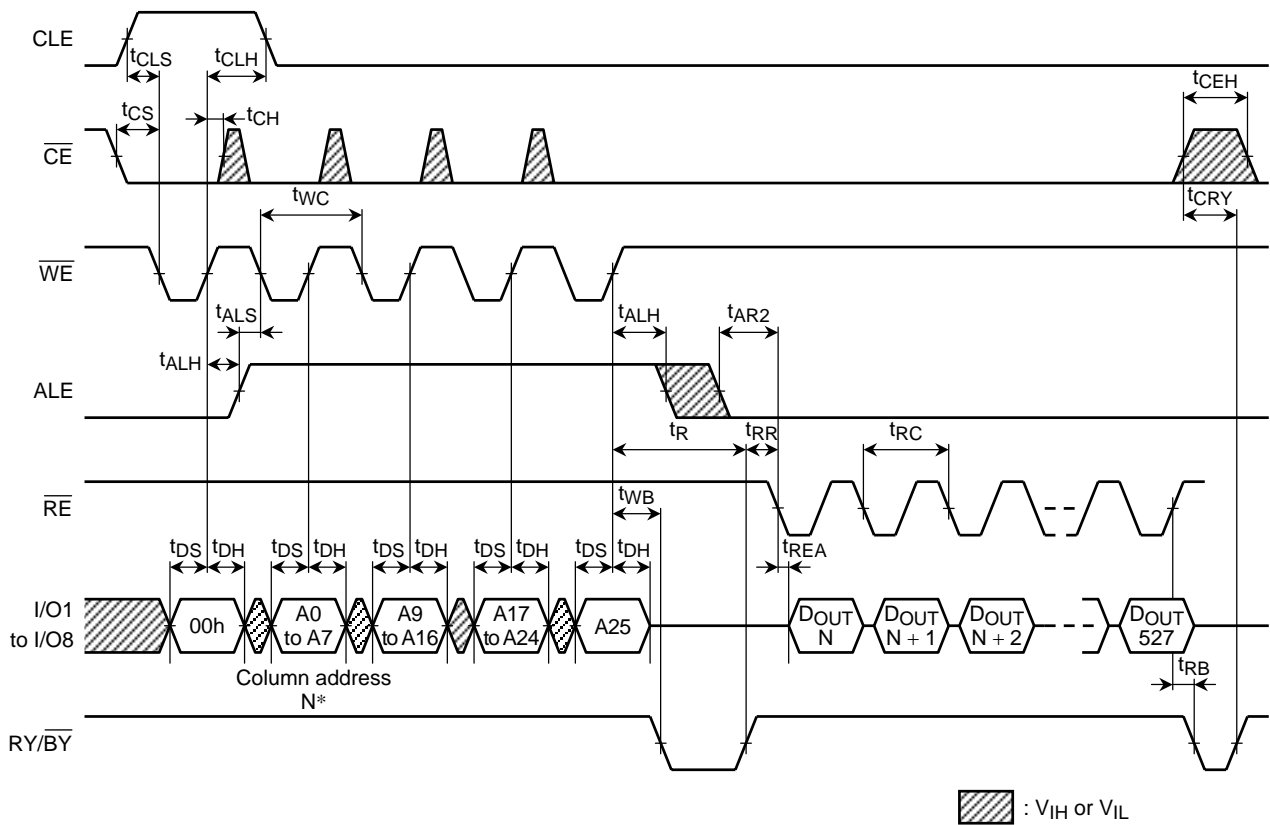 CLE
tCLS
tCLH
tCEH
tCS
tCH
CE
tWC
tCRY
WE
tALS
tALH
tALH
tAR2
ALE
tR
tRR
tRC
RE
tWB
tREA
tDS tDH tDS tDH tDS tDH tDS tDH tDS tDH
I/O1
to I/O8
00h
A0
to A7
A9
to A16
A17
to A24
A25
DOUT
N
DOUT
N + 1
DOUT
N + 2
DOUT
527
Column address
N*
tRB
RY/BY
: VIH or VIL